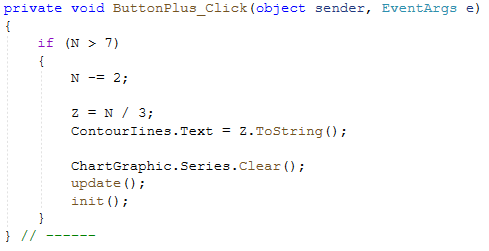 private void ButtonPlus_Click(object sender, EventArgs e)
{
if (N > 7)
{
N -= 2;
Z = N / 3;
ContourIines.Text = Z.ToString();
ChartGraphic.Series.Clear();
update();
init();
}
} // ------